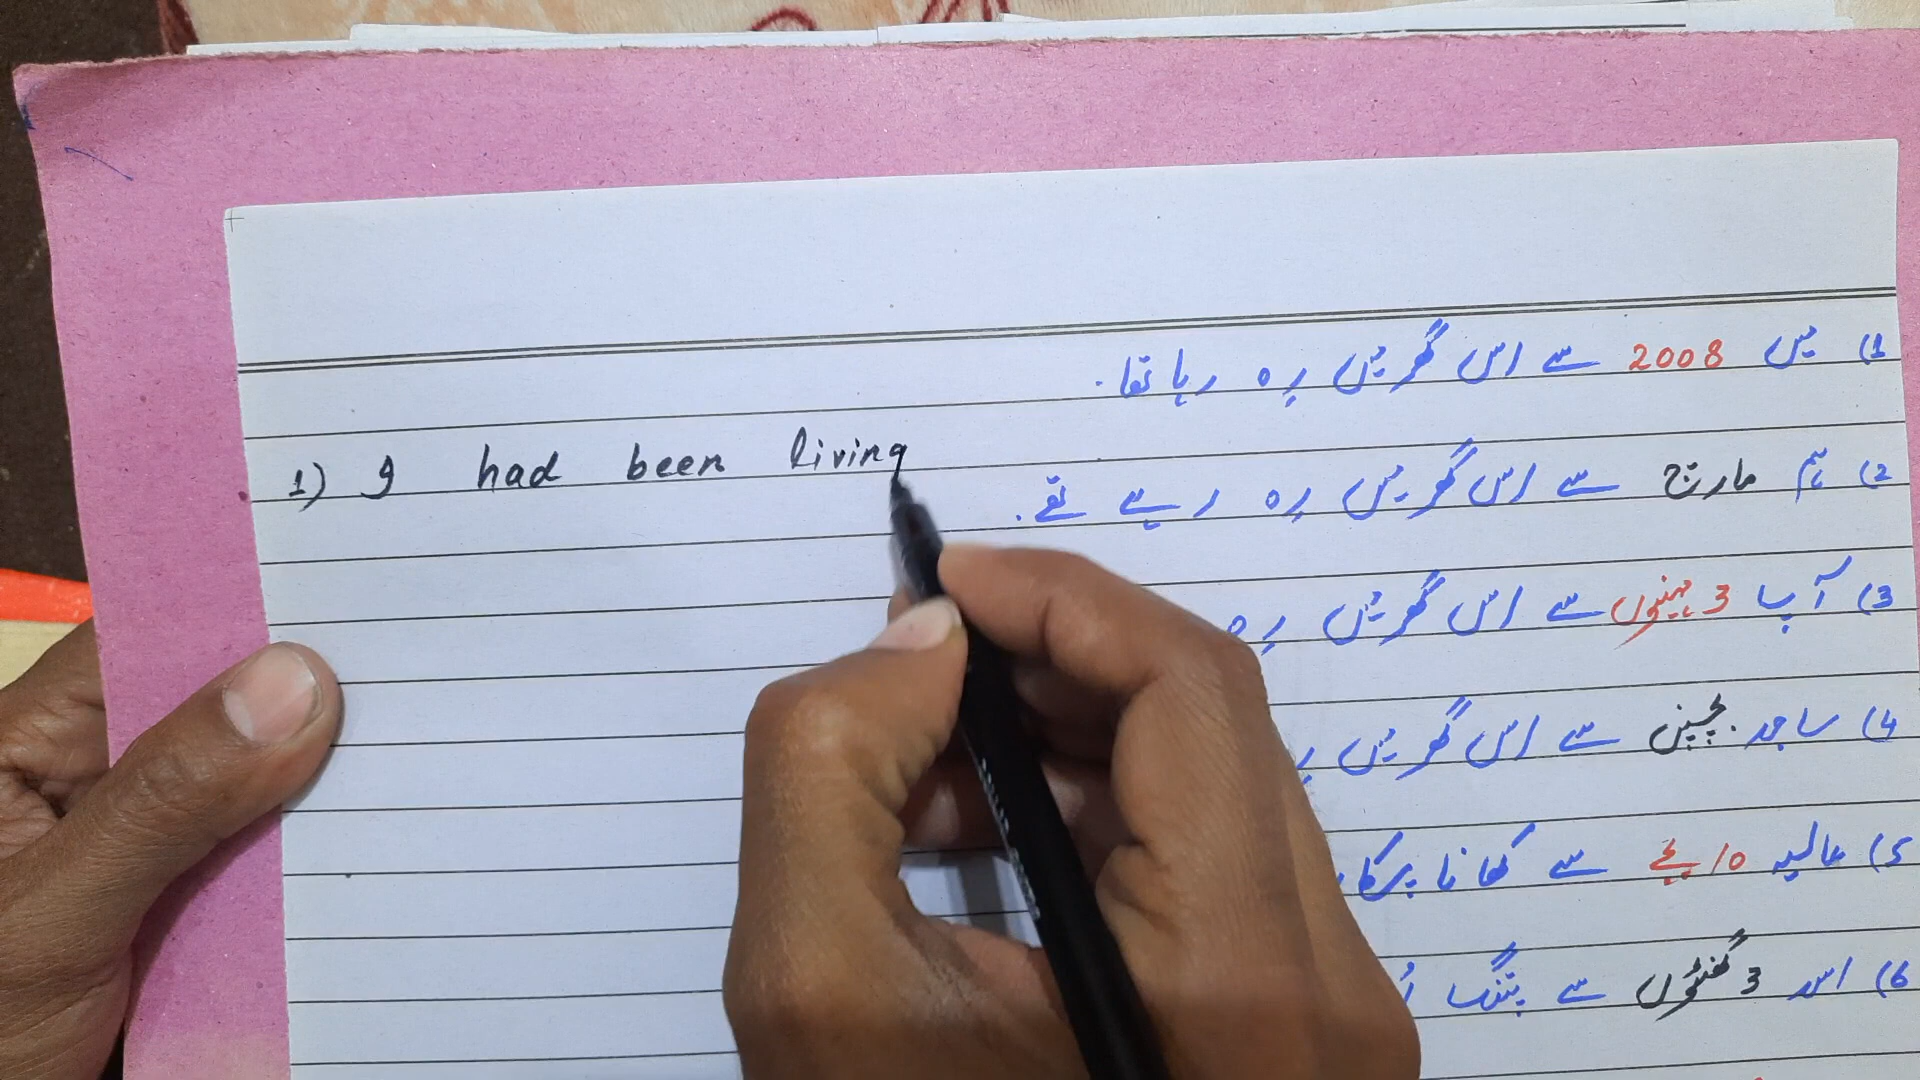 1) میں 2008 سے اس گھر میں رہ رہا تھا.
1) I had been living
2) ہم مارچ سے اس گھر میں رہ رہے تھے.
3) آپ 3 مہینوں سے اس گھر میں رہ
4) ساجد بچپن سے اس گھر میں
5) عالیہ 10 بجے سے کھانا پکا
6) اسد 3 گھنٹوں سے پتنگ